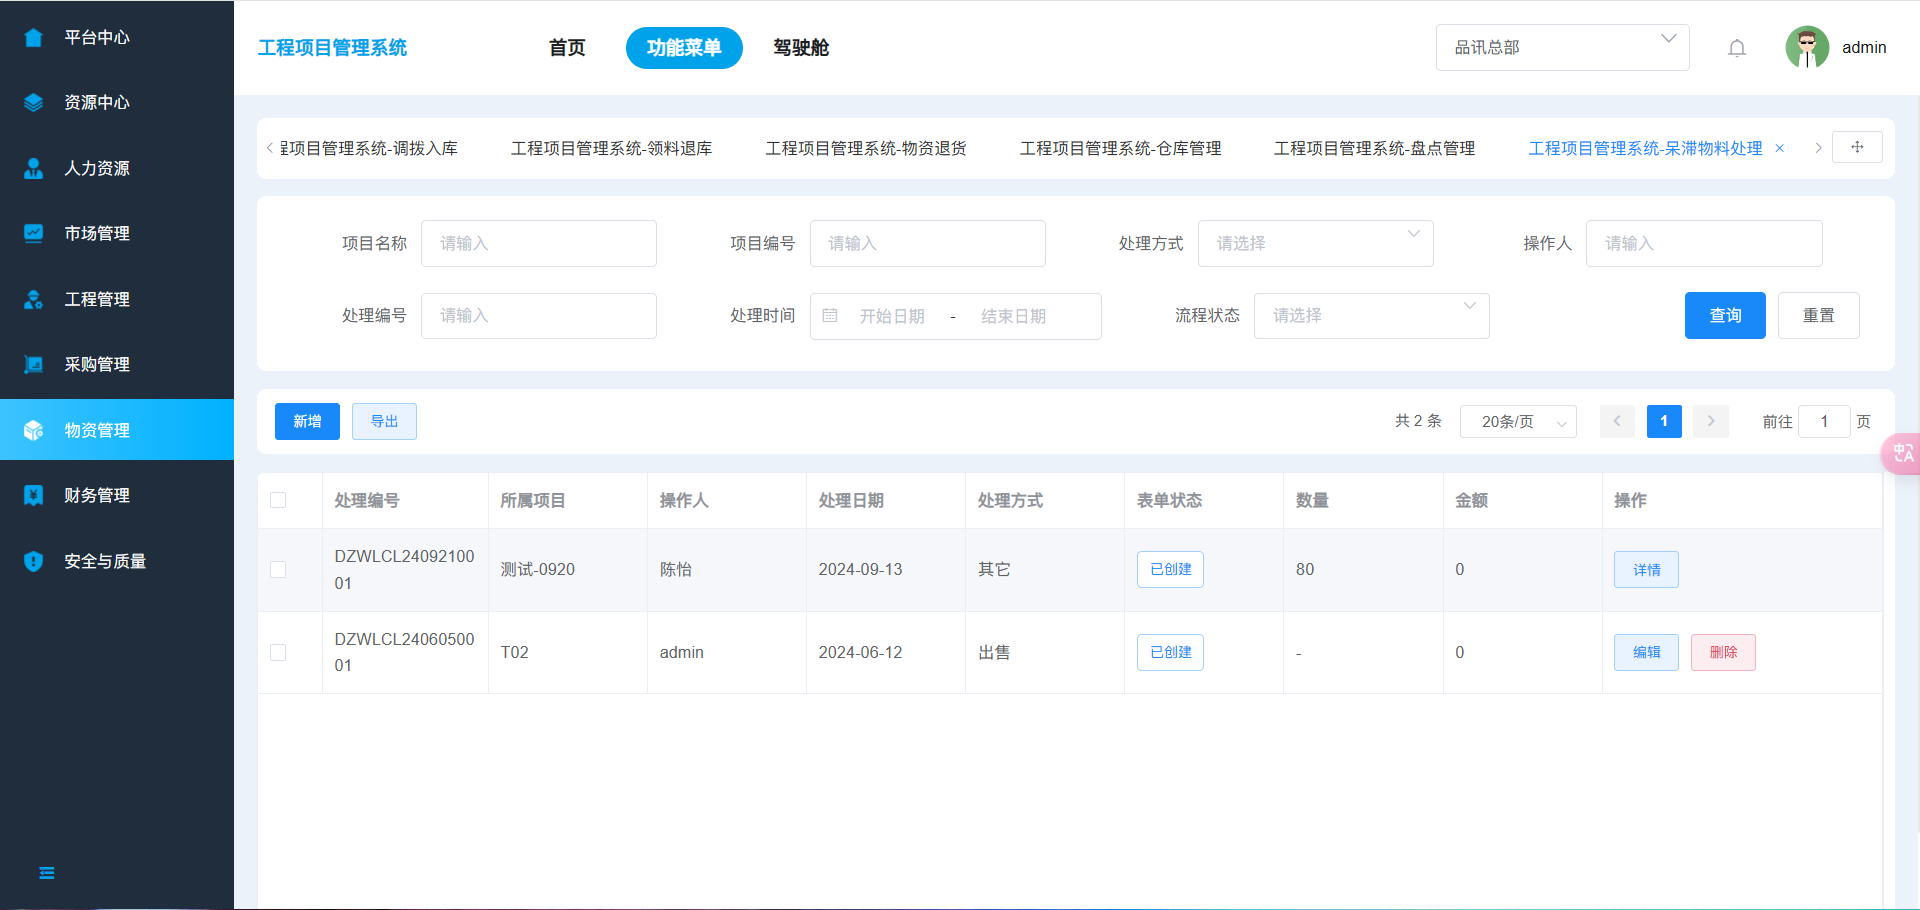 平台中心
资源中心
人力资源
市场管理
工程管理
采购管理
物资管理
财务管理
安全与质量
工程项目管理系统
首页
功能菜单
驾驶舱
品讯总部
admin
程项目管理系统-调拨入库
工程项目管理系统-领料退库
工程项目管理系统-物资退货
工程项目管理系统-仓库管理
工程项目管理系统-盘点管理
工程项目管理系统-呆滞物料处理
项目名称 请输入
项目编号 请输入
处理方式 请选择
操作人 请输入
处理编号 请输入
处理时间 开始日期 - 结束日期
流程状态 请选择
查询
重置
新增
导出
共 2 条
20条/页
1
前往 1 页
处理编号 所属项目 操作人 处理日期 处理方式 表单状态 数量 金额 操作
DZWLCL24092100
01
测试-0920 陈怡 2024-09-13 其它 已创建 80 0 详情
DZWLCL24060500
01
T02 admin 2024-06-12 出售 已创建 - 0 编辑 删除